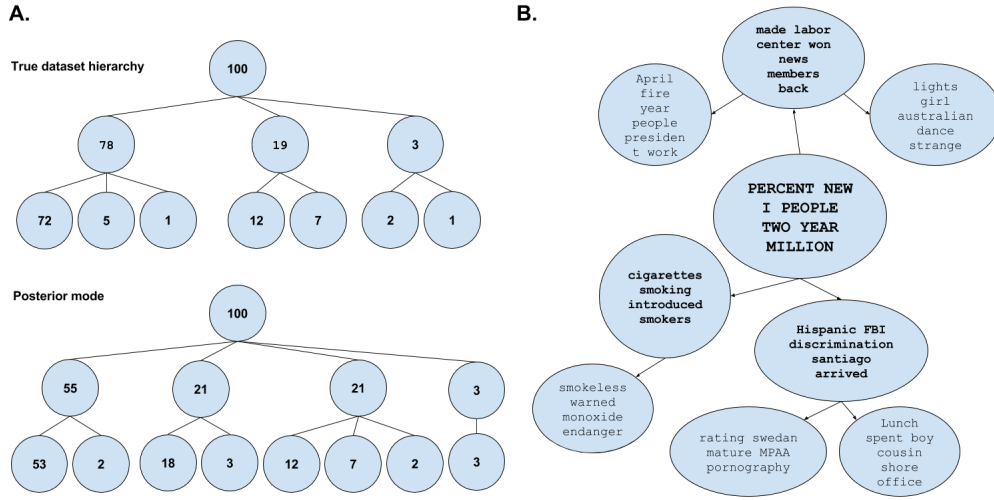 A.
True dataset hierarchy
100
78
19
3
72
5
1
12
7
2
1
Posterior mode
100
55
21
21
3
53
2
18
3
12
7
2
3
B.
made labor
center won
news
members
back
April
fire
year
people
presiden
t work
lights
girl
australian
dance
strange
PERCENT NEW
I PEOPLE
TWO YEAR
MILLION
cigarettes
smoking
introduced
smokers
Hispanic FBI
discrimination
santiago
arrived
smokeless
warned
monoxide
endanger
rating swedan
mature MPAA
pornography
Lunch
spent boy
cousin
shore
office